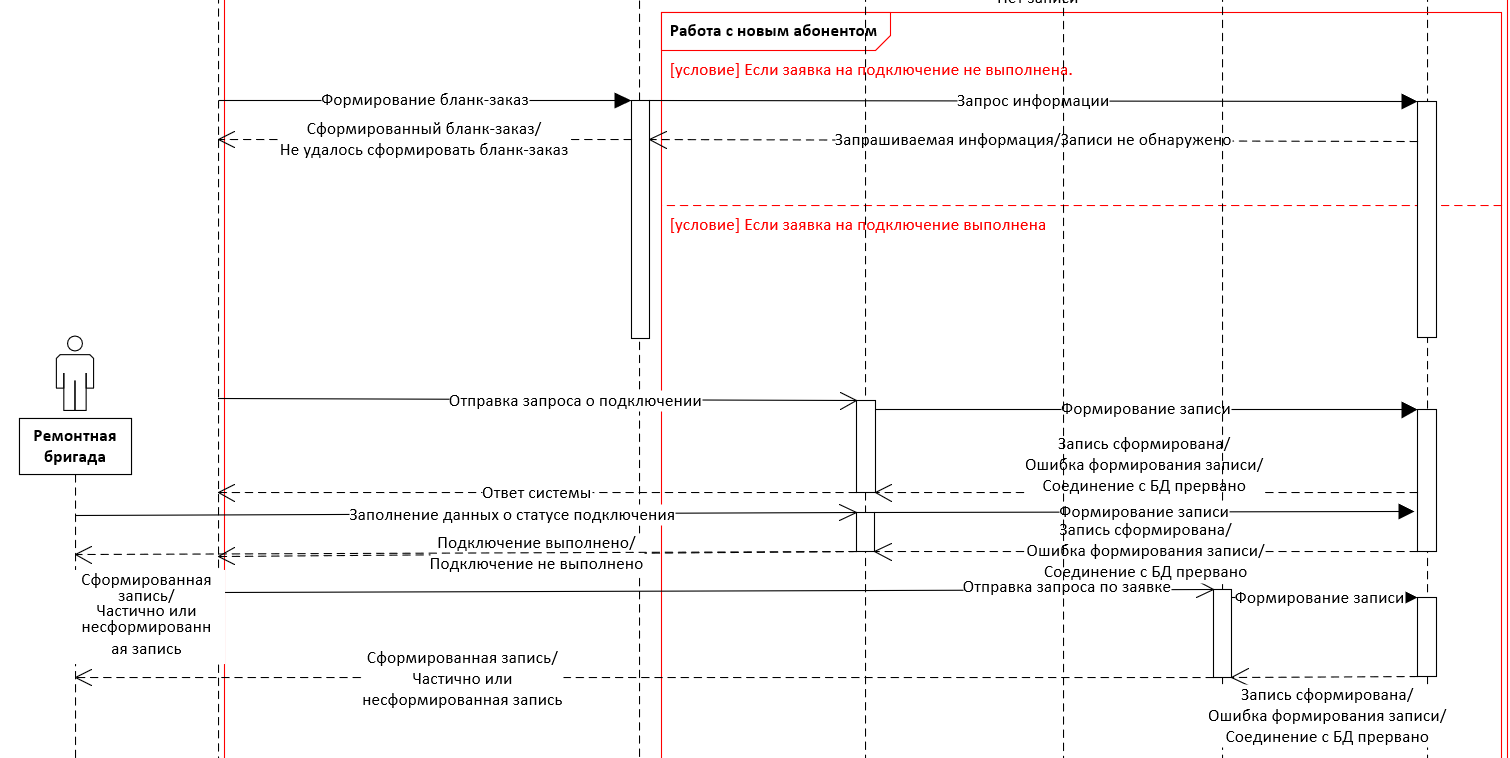 Нет записи
Работа с новым абонентом
[условие] Если заявка на подключение не выполнена.
Формирование бланк-заказ
Запрос информации
Сформированный бланк-заказ/
Не удалось сформировать бланк-заказ
Запрашиваемая информация/Записи не обнаружено
[условие] Если заявка на подключение выполнена
Ремонтная
бригада
Отправка запроса о подключении
Формирование записи
Запись сформирована/
Ошибка формирования записи/
Соединение с БД прервано
Ответ системы
Заполнение данных о статусе подключения
Формирование записи
Запись сформирована/
Ошибка формирования записи/
Соединение с БД прервано
Подключение выполнено/
Подключение не выполнено
Сформированная
запись/
Частично или
несформированн
ая запись
Отправка запроса по заявке
Формирование записи
Сформированная запись/
Частично или
несформированная запись
Запись сформирована/
Ошибка формирования записи/
Соединение с БД прервано